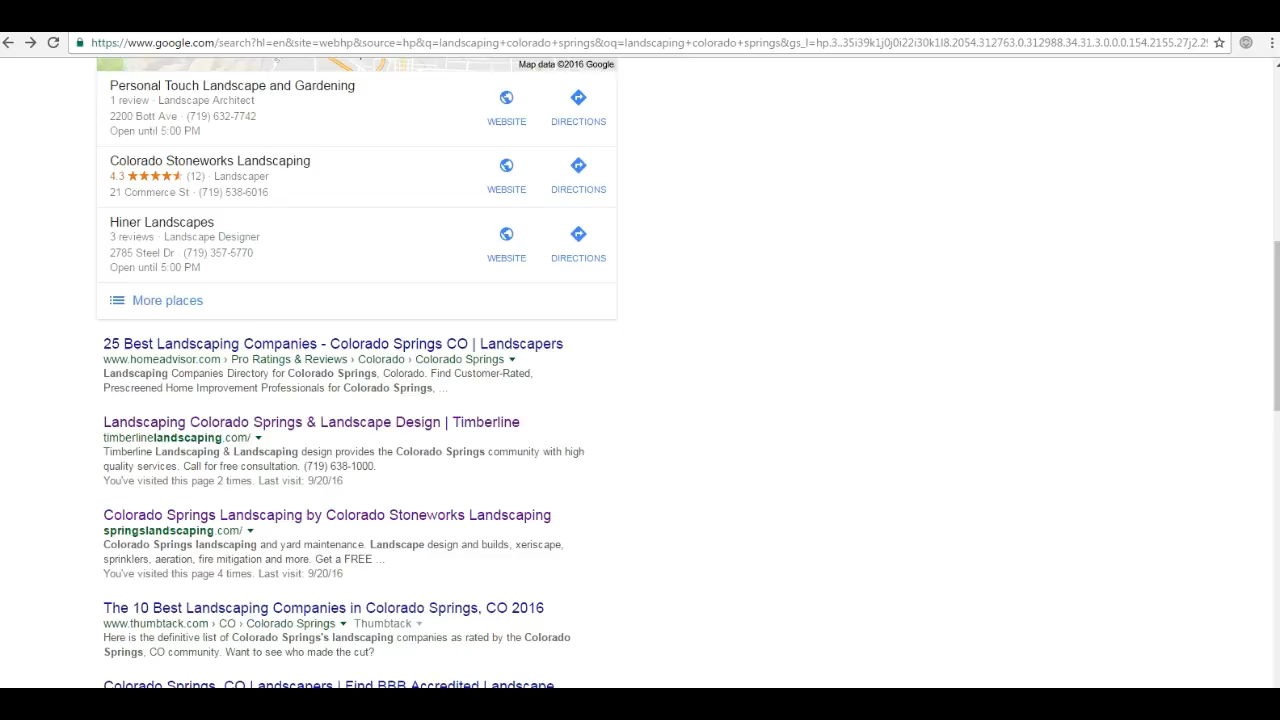 https://www.google.com/search?hl=en&site=webhp&source=hp&q=landscaping+colorado+springs&oq=landscaping+colorado+springs&gs_l=hp.3..35i39k1j0j0i22i30k1l8.2054.312763.0.312988.34.31.3.0.0.0.154.2155.27j2.2
Map data ©2016 Google
Personal Touch Landscape and Gardening
1 review · Landscape Architect
2200 Bott Ave · (719) 632-7742
Open until 5:00 PM
WEBSITE DIRECTIONS
Colorado Stoneworks Landscaping
4.3 (12) · Landscaper
21 Commerce St · (719) 538-6016
WEBSITE DIRECTIONS
Hiner Landscapes
3 reviews · Landscape Designer
2785 Steel Dr · (719) 357-5770
Open until 5:00 PM
WEBSITE DIRECTIONS
More places
25 Best Landscaping Companies - Colorado Springs CO | Landscapers
www.homeadvisor.com › Pro Ratings & Reviews › Colorado › Colorado Springs
Landscaping Companies Directory for Colorado Springs, Colorado. Find Customer-Rated,
Prescreened Home Improvement Professionals for Colorado Springs, ...
Landscaping Colorado Springs & Landscape Design | Timberline
timberlinelandscaping.com/
Timberline Landscaping & Landscaping design provides the Colorado Springs community with high
quality services. Call for free consultation. (719) 638-1000.
You've visited this page 2 times. Last visit: 9/20/16
Colorado Springs Landscaping by Colorado Stoneworks Landscaping
springslandscaping.com/
Colorado Springs landscaping and yard maintenance. Landscape design and builds, xeriscape,
sprinklers, aeration, fire mitigation and more. Get a FREE ...
You've visited this page 4 times. Last visit: 9/20/16
The 10 Best Landscaping Companies in Colorado Springs, CO 2016
www.thumbtack.com › CO › Colorado Springs Thumbtack
Here is the definitive list of Colorado Springs's landscaping companies as rated by the Colorado
Springs, CO community. Want to see who made the cut?
Colorado Springs, CO Landscapers | Find BBB Accredited Landscape